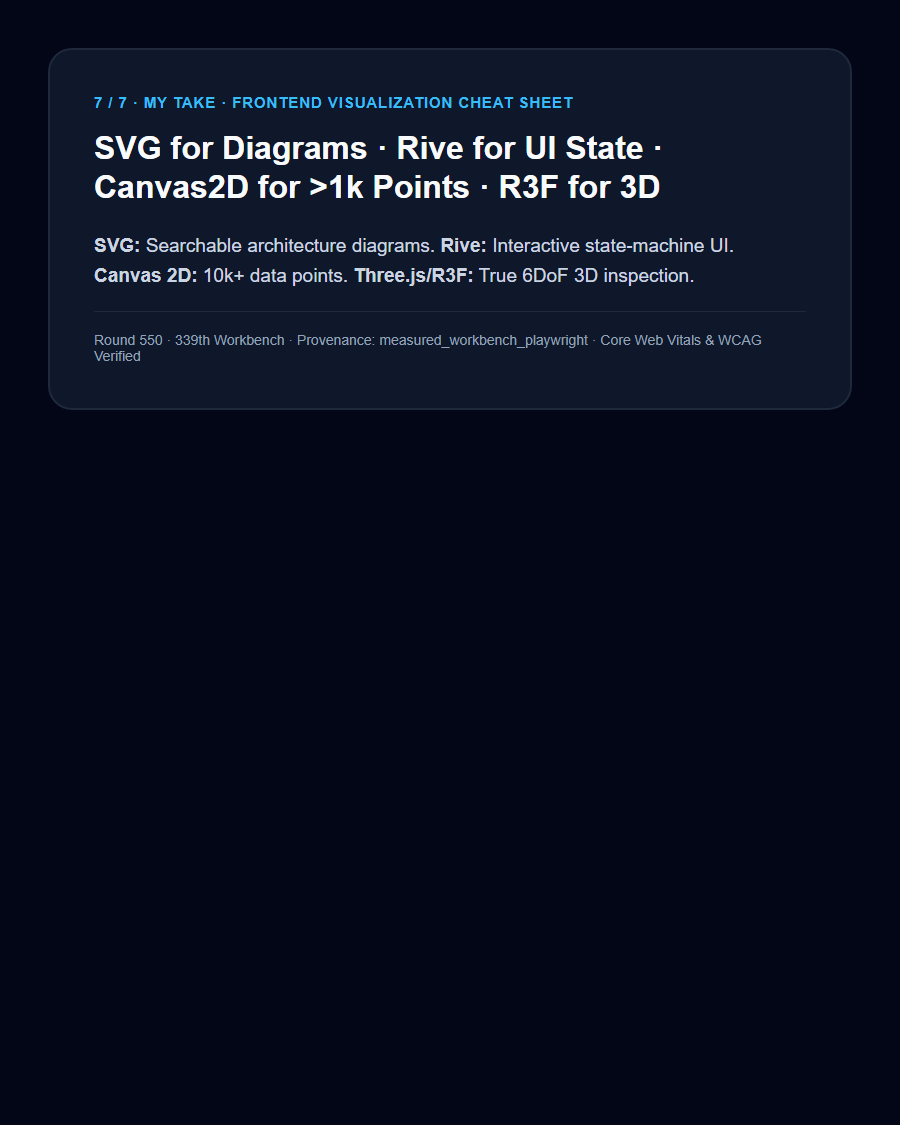 7 / 7 · MY TAKE · FRONTEND VISUALIZATION CHEAT SHEET
SVG for Diagrams · Rive for UI State ·
Canvas2D for >1k Points · R3F for 3D
SVG: Searchable architecture diagrams. Rive: Interactive state-machine UI.
Canvas 2D: 10k+ data points. Three.js/R3F: True 6DoF 3D inspection.
Round 550 · 339th Workbench · Provenance: measured_workbench_playwright · Core Web Vitals & WCAG
Verified